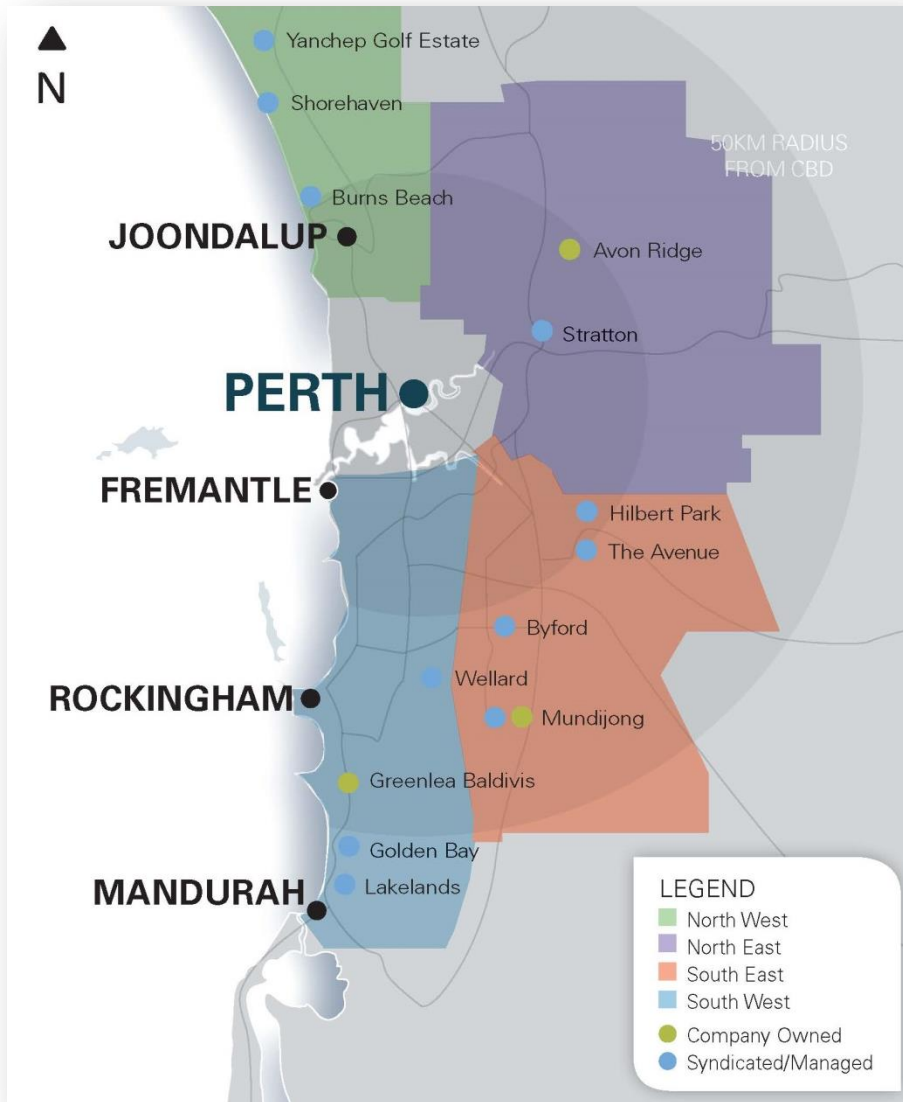 N
Yanchep Golf Estate
Shorehaven
50KM RADIUS
FROM CBD
Burns Beach
JOONDALUP
Avon Ridge
Stratton
PERTH
FREMANTLE
Hilbert Park
The Avenue
Byford
Wellard
ROCKINGHAM
Mundijong
Greenlea Baldivis
Golden Bay
Lakelands
MANDURAH
LEGEND
North West
North East
South East
South West
Company Owned
Syndicated/Managed